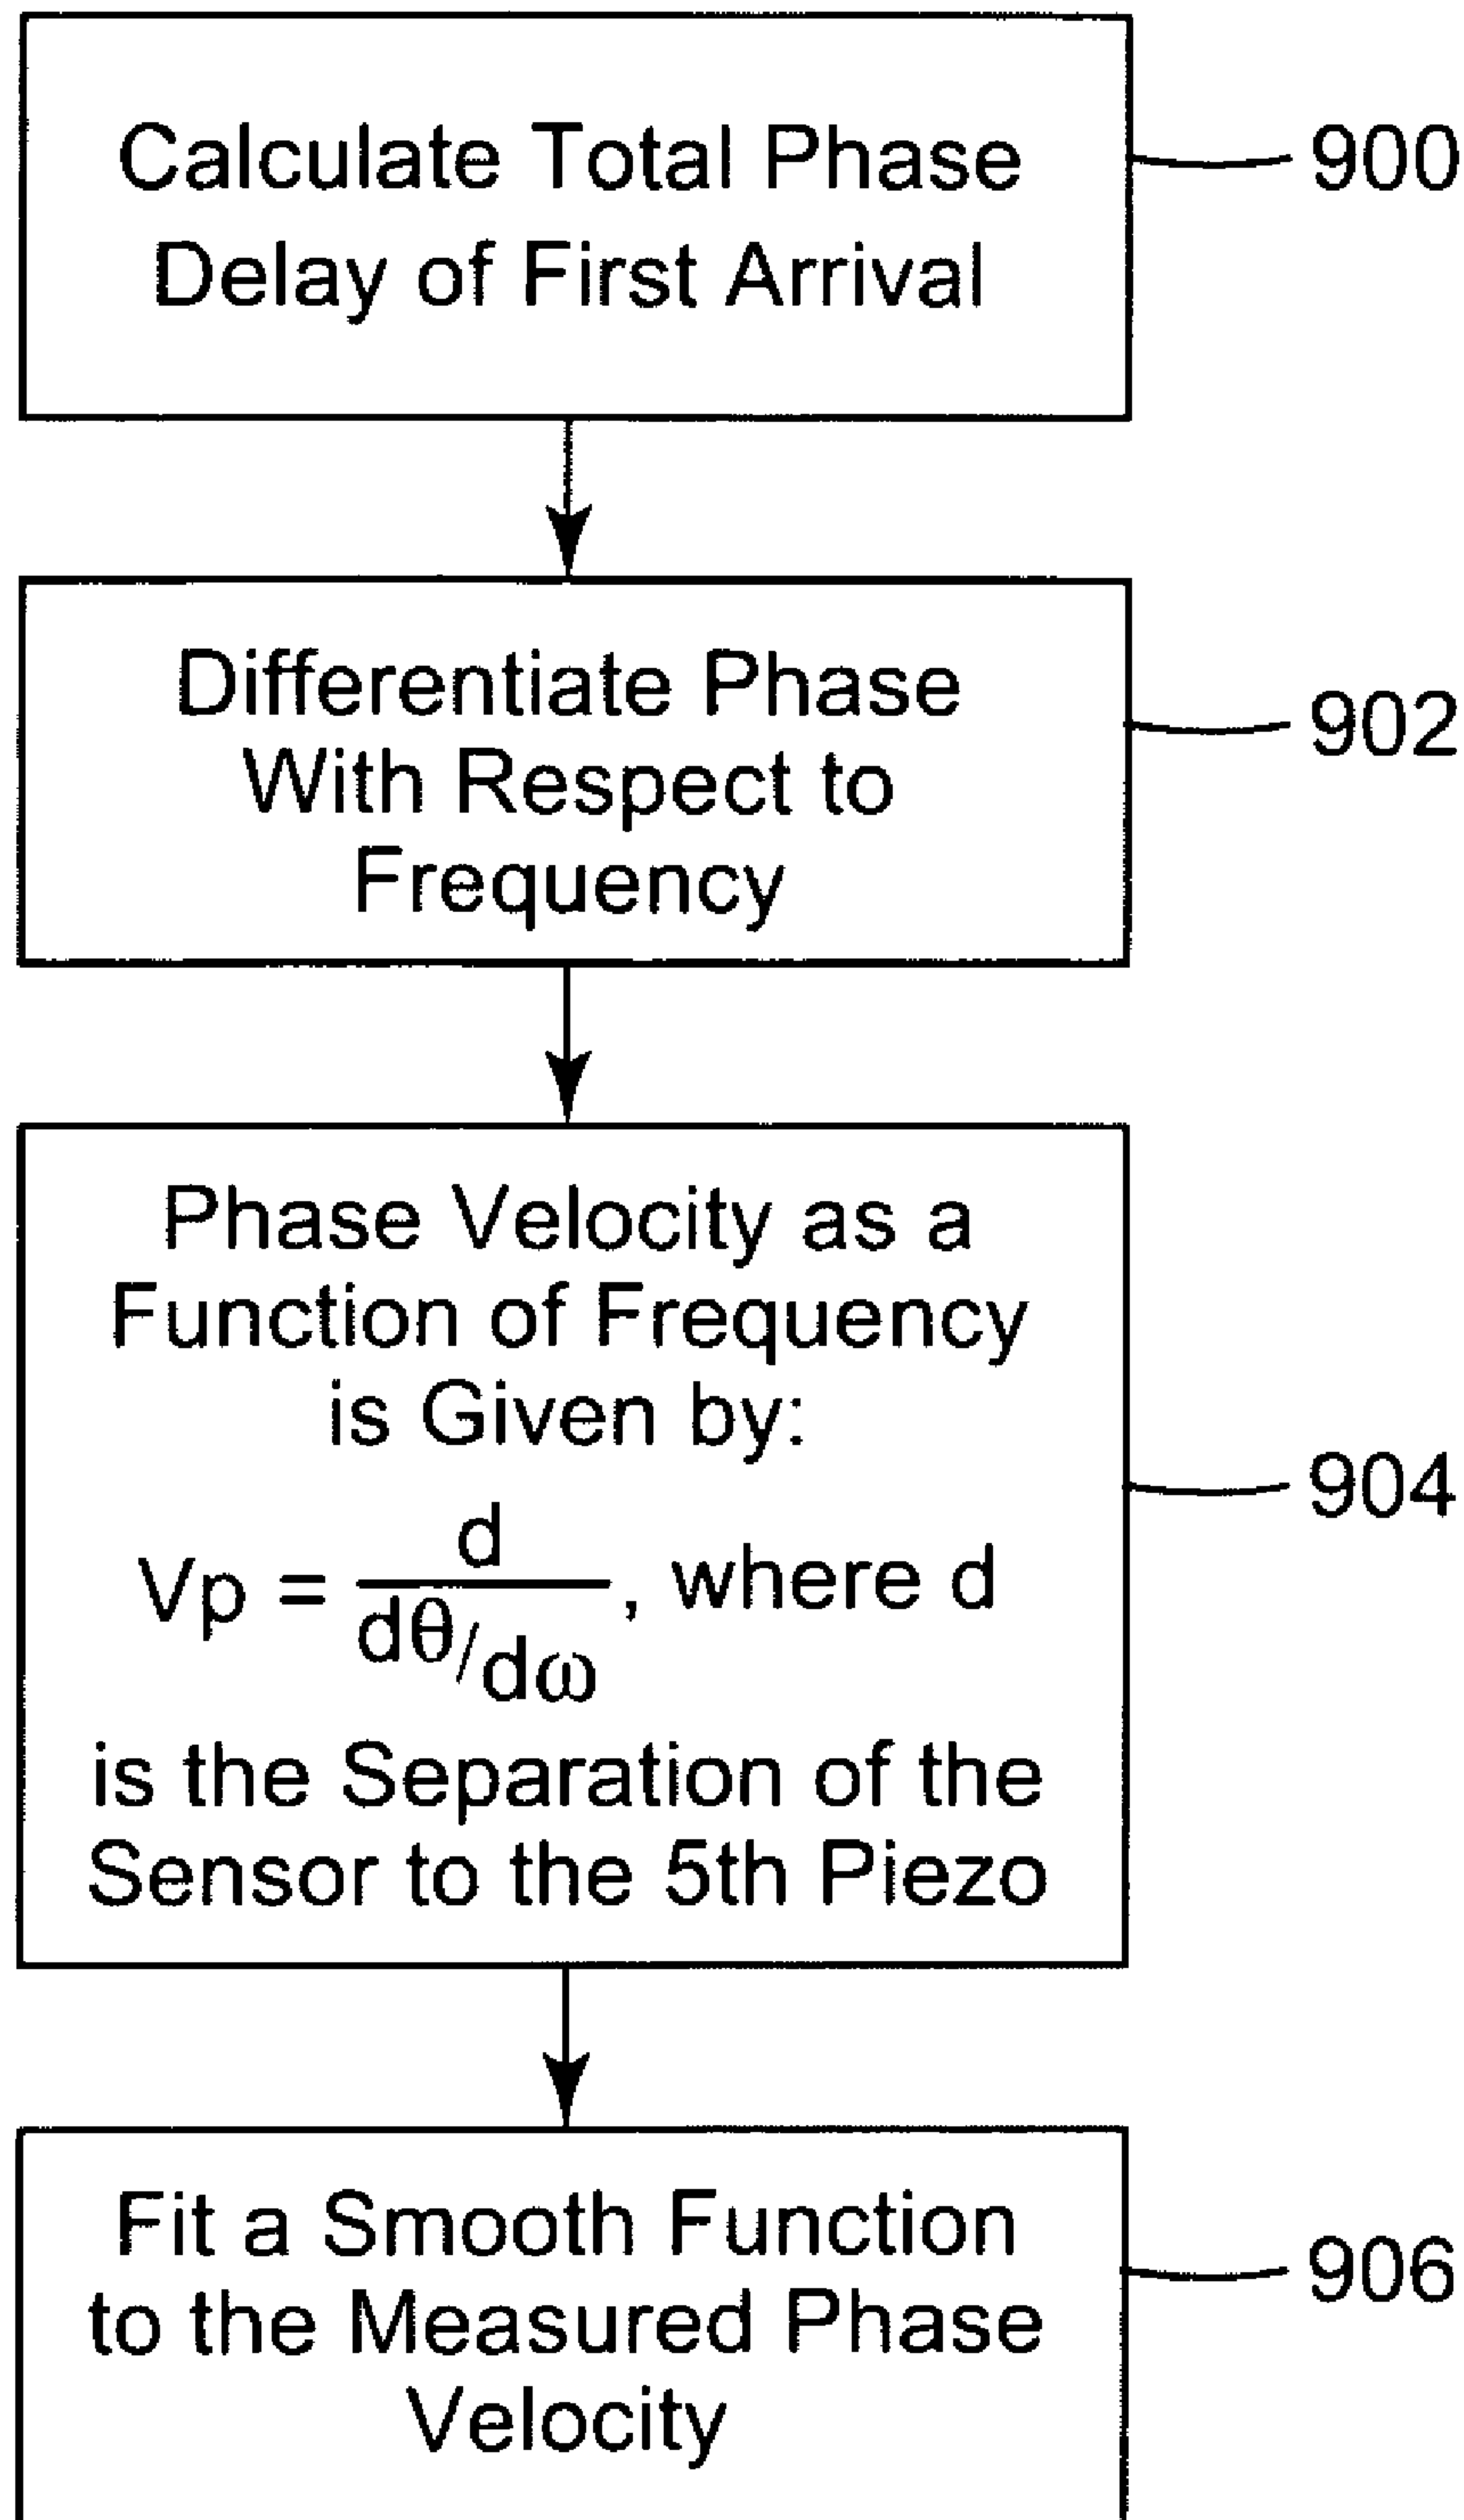 Calculate Total Phase
Delay of First Arrival
900
Differentiate Phase
With Respect to
Frequency
902
Phase Velocity as a
Function of Frequency
is Given by:
Vp = d / dθ/dω, where d
is the Separation of the
Sensor to the 5th Piezo
904
Fit a Smooth Function
to the Measured Phase
Velocity
906